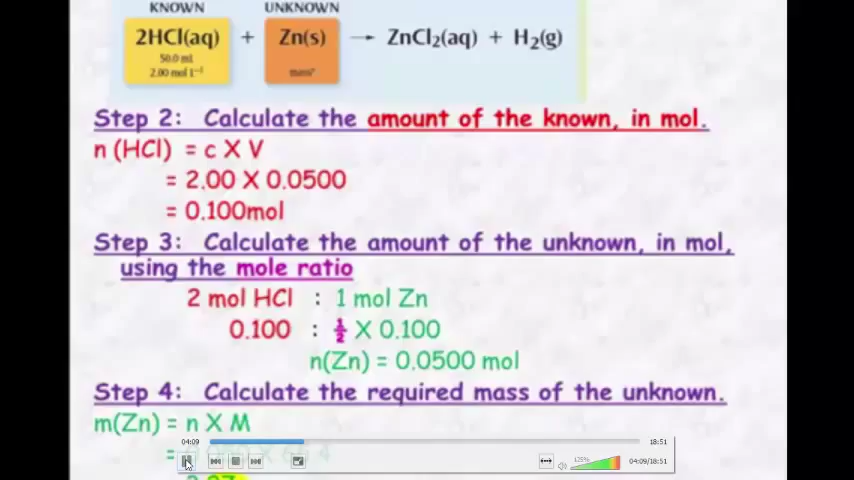 KNOWN UNKNOWN
2HCl(aq) + Zn(s) → ZnCl₂(aq) + H₂(g)
50.0 mL
2.00 mol l⁻¹ mass?
Step 2: Calculate the amount of the known, in mol.
n (HCl) = c X V
= 2.00 X 0.0500
= 0.100mol
Step 3: Calculate the amount of the unknown, in mol,
using the mole ratio
2 mol HCl : 1 mol Zn
0.100 : ½ X 0.100
n(Zn) = 0.0500 mol
Step 4: Calculate the required mass of the unknown.
m(Zn) = n X M
04:09 18:51
125% 04:09/18:51